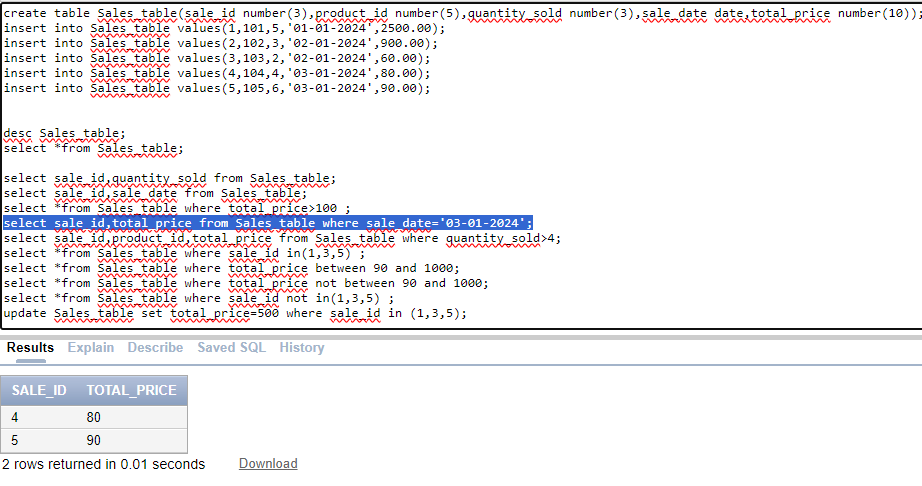 create table Sales_table(sale_id number(3),product_id number(5),quantity_sold number(3),sale_date date,total_price number(10));
insert into Sales_table values(1,101,5,'01-01-2024',2500.00);
insert into Sales_table values(2,102,3,'02-01-2024',900.00);
insert into Sales_table values(3,103,2,'02-01-2024',60.00);
insert into Sales_table values(4,104,4,'03-01-2024',80.00);
insert into Sales_table values(5,105,6,'03-01-2024',90.00);
desc Sales_table;
select *from Sales_table;
select sale_id,quantity_sold from Sales_table;
select sale_id,sale_date from Sales_table;
select *from Sales_table where total_price>100 ;
select sale_id,total_price from Sales_table where sale_date='03-01-2024';
select sale_id,product_id,total_price from Sales_table where quantity_sold>4;
select *from Sales_table where sale_id in(1,3,5) ;
select *from Sales_table where total_price between 90 and 1000;
select *from Sales_table where total_price not between 90 and 1000;
select *from Sales_table where sale_id not in(1,3,5) ;
update Sales_table set total_price=500 where sale_id in (1,3,5);
Results Explain Describe Saved SQL History
SALE_ID TOTAL_PRICE
4 80
5 90
2 rows returned in 0.01 seconds Download